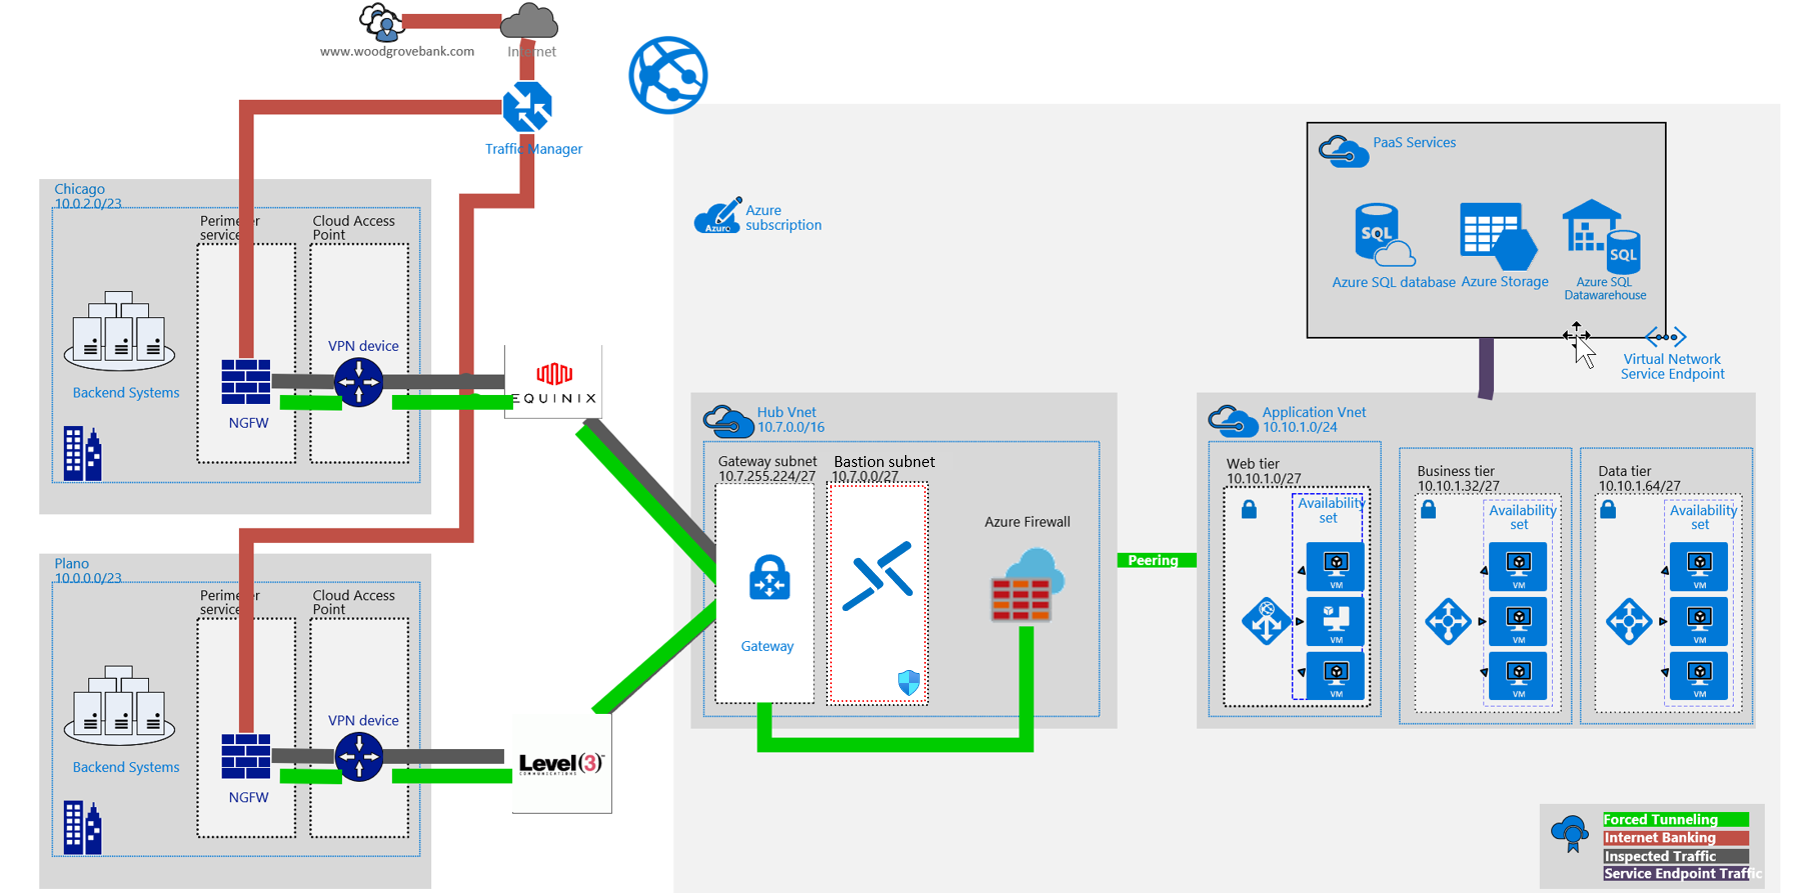 www.woodgrovebank.com
Internet
Traffic Manager
Chicago
10.0.2.0/23
Perimeter
service
Cloud Access
Point
VPN device
Backend Systems
NGFW
EQUINIX
Plano
10.0.0.0/23
Perimeter
service
Cloud Access
Point
VPN device
Backend Systems
NGFW
Level(3)
COMMUNICATIONS
Azure
Azure
subscription
PaaS Services
SQL
Azure SQL database
Azure Storage
SQL
Azure SQL
Datawarehouse
Virtual Network
Service Endpoint
Hub Vnet
10.7.0.0/16
Gateway subnet
10.7.255.224/27
Gateway
Bastion subnet
10.7.0.0/27
Azure Firewall
Peering
Application Vnet
10.10.1.0/24
Web tier
10.10.1.0/27
Availability
set
VM
VM
VM
Business tier
10.10.1.32/27
Availability
set
VM
VM
VM
Data tier
10.10.1.64/27
Availability
set
VM
VM
VM
Forced Tunneling
Internet Banking
Inspected Traffic
Service Endpoint Traffic